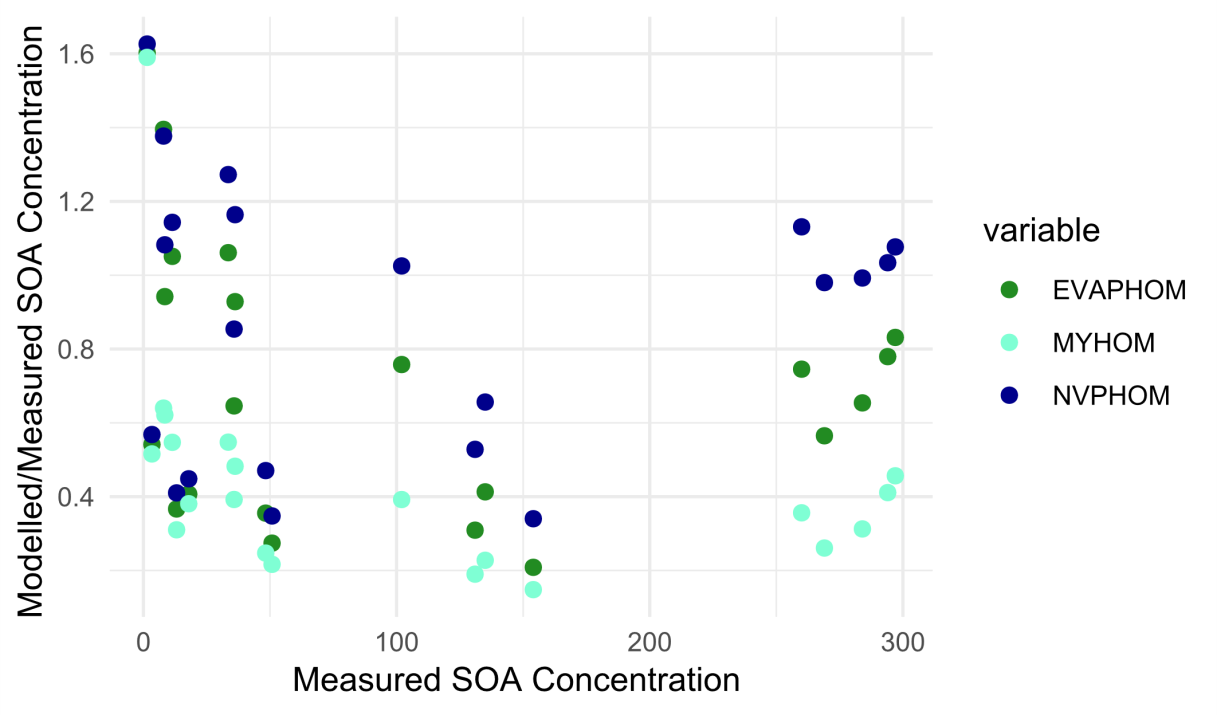 Modelled/Measured SOA Concentration
1.6
1.2
0.8
0.4
0
100
200
300
Measured SOA Concentration
variable
EVAPHOM
MYHOM
NVPHOM